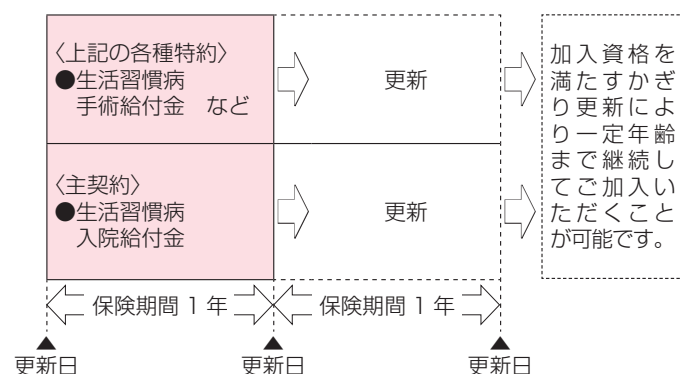 〈上記の各種特約〉
●生活習慣病
手術給付金　など
更新
〈主契約〉
●生活習慣病
入院給付金
更新
加入資格を
満たすかぎ
り更新によ
り一定年齢
まで継続し
てご加入い
ただくこと
が可能です。
保険期間 1 年
保険期間 1 年
更新日
更新日
更新日